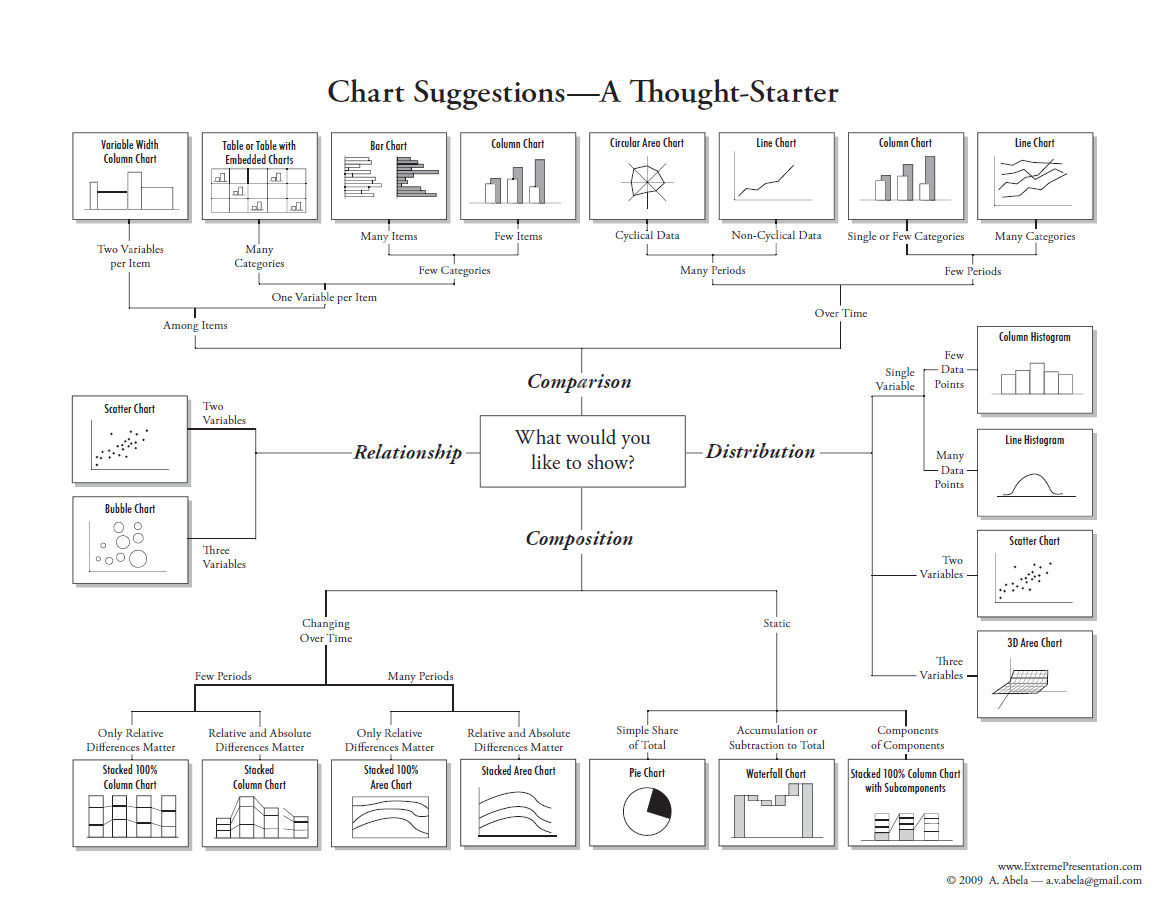 Chart Suggestions—A Thought-Starter
Variable Width
Column Chart
Table or Table with
Embedded Charts
Bar Chart
Column Chart
Circular Area Chart
Line Chart
Column Chart
Line Chart
Two Variables
per Item
Many
Categories
Many Items
Few Items
Cyclical Data
Non-Cyclical Data
Single or Few Categories
Many Categories
Few Categories
Many Periods
Few Periods
One Variable per Item
Among Items
Over Time
Comparison
What would you
like to show?
Relationship
Distribution
Composition
Scatter Chart
Two
Variables
Bubble Chart
Three
Variables
Single
Variable
Few
Data
Points
Column Histogram
Many
Data
Points
Line Histogram
Two
Variables
Scatter Chart
Three
Variables
3D Area Chart
Changing
Over Time
Static
Few Periods
Many Periods
Only Relative
Differences Matter
Relative and Absolute
Differences Matter
Only Relative
Differences Matter
Relative and Absolute
Differences Matter
Simple Share
of Total
Accumulation or
Subtraction to Total
Components
of Components
Stacked 100%
Column Chart
Stacked
Column Chart
Stacked 100%
Area Chart
Stacked Area Chart
Pie Chart
Waterfall Chart
Stacked 100% Column Chart
with Subcomponents
www.ExtremePresentation.com
© 2009 A. Abela — a.v.abela@gmail.com